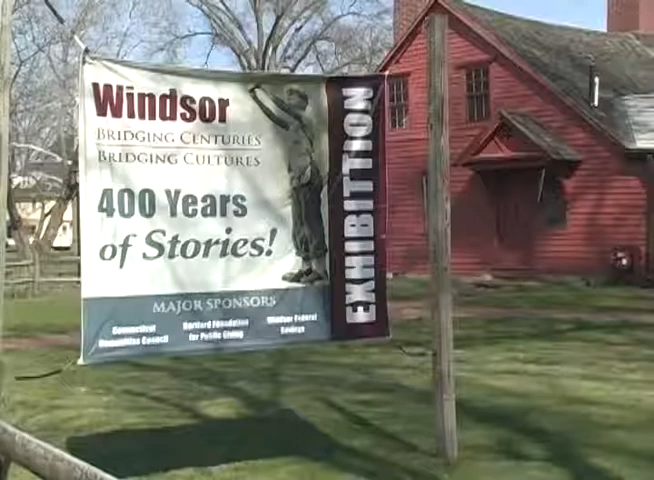 Windsor
BRIDGING CENTURIES
BRIDGING CULTURES
400 Years
of Stories!
EXHIBITION
MAJOR SPONSORS
Connecticut
Humanities Council
Hartford Foundation
for Public Giving
Windsor Federal
Savings